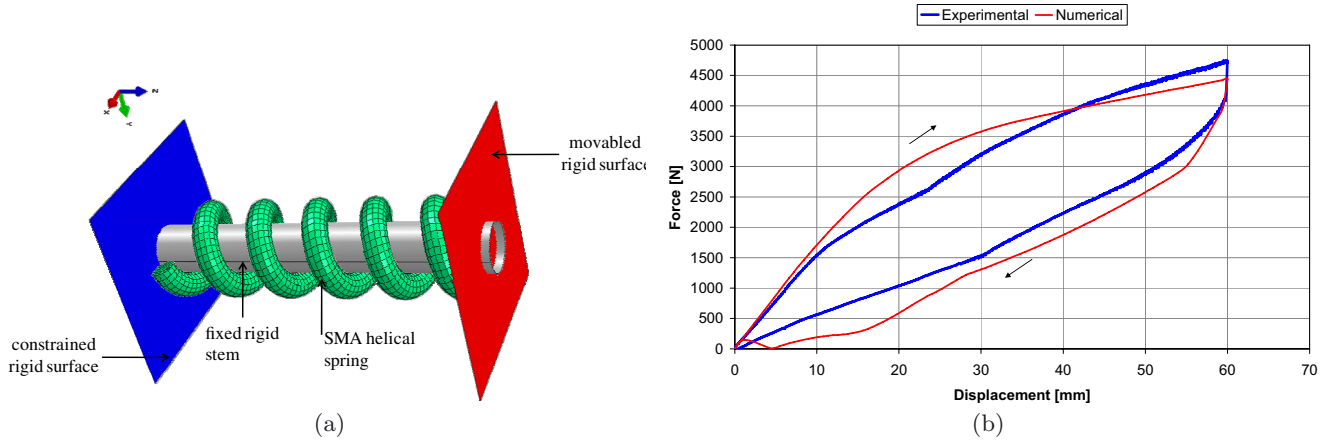 Z
X
Y
movabled
rigid surface
constrained
rigid surface
fixed rigid
stem
SMA helical
spring
(a)
Experimental
Numerical
Force [N]
5000
4500
4000
3500
3000
2500
2000
1500
1000
500
0
0 10 20 30 40 50 60 70
Displacement [mm]
(b)